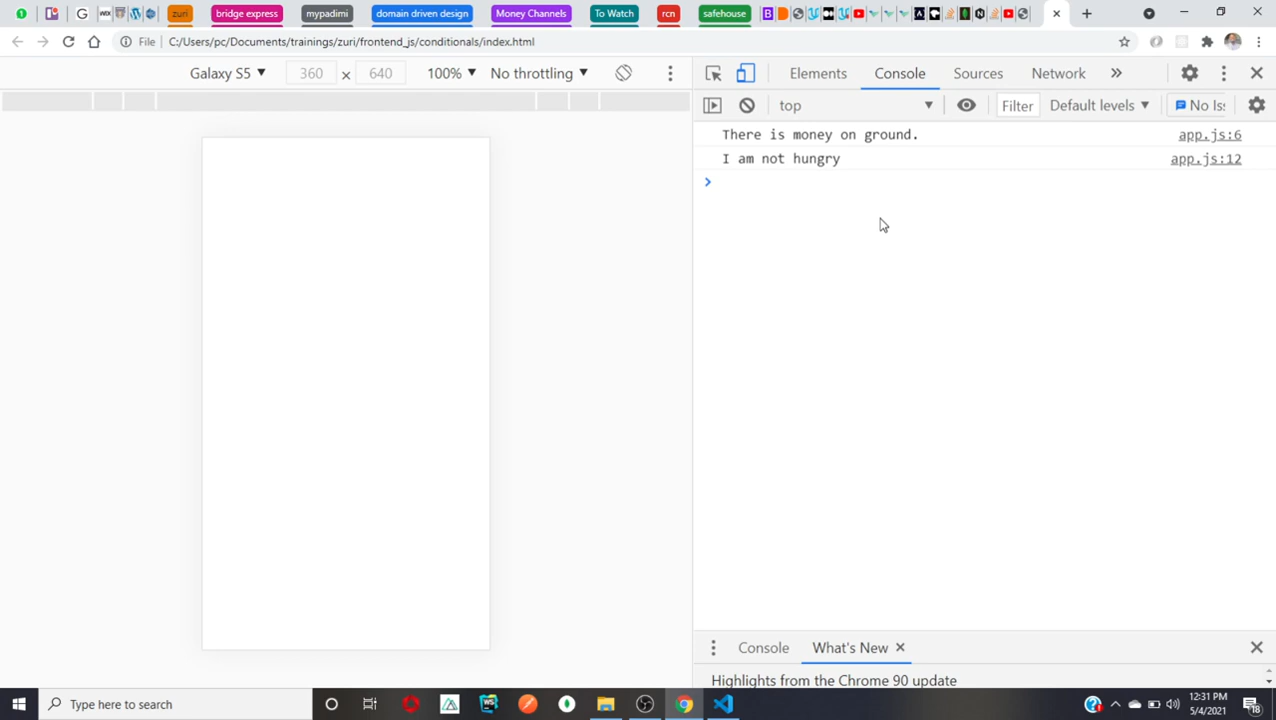 zuri
bridge express
mypadimi
domain driven design
Money Channels
To Watch
rcn
safehouse
File
C:/Users/pc/Documents/trainings/zuri/frontend_js/conditionals/index.html
Galaxy S5 360 × 640 100% No throttling
Elements Console Sources Network »
top Filter Default levels No Is:
There is money on ground. app.js:6
I am not hungry app.js:12
Console What's New
Highlights from the Chrome 90 update
Type here to search
12:31 PM
5/4/2021
18